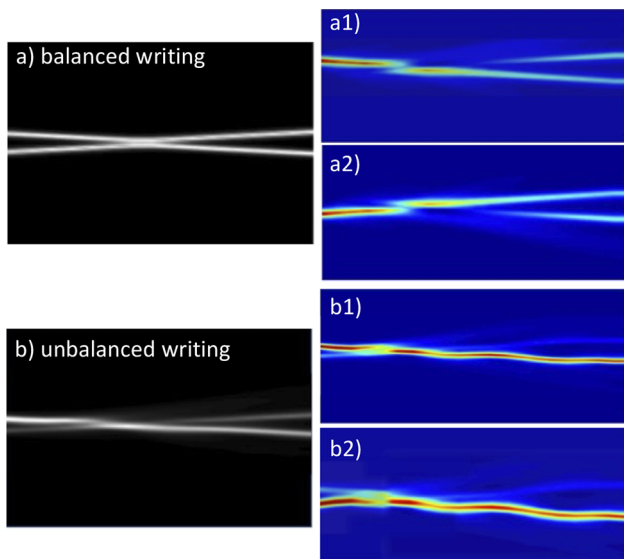 a) balanced writing
a1)
a2)
b) unbalanced writing
b1)
b2)